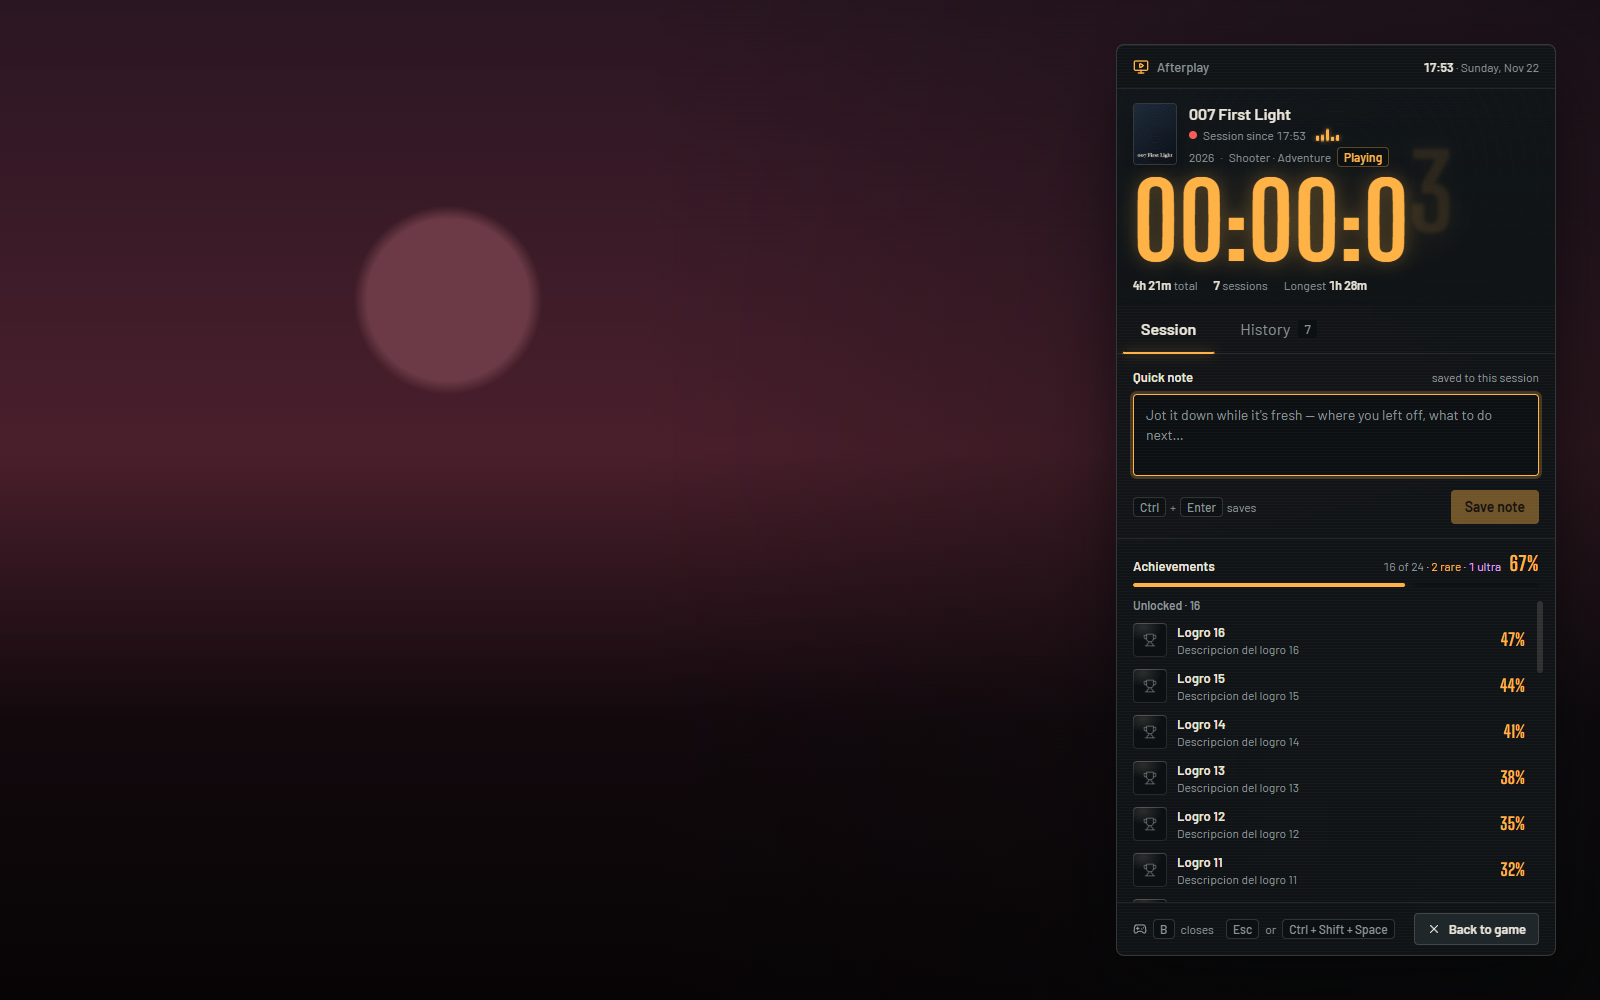 Afterplay
17:53 · Sunday, Nov 22
007 First Light
007 First Light
Session since 17:53
2026 · Shooter · Adventure Playing
00:00:03
4h 21m total 7 sessions Longest 1h 28m
Session History 7
Quick note saved to this session
Jot it down while it's fresh — where you left off, what to do
next...
Ctrl + Enter saves Save note
Achievements 16 of 24 · 2 rare · 1 ultra 67%
Unlocked · 16
Logro 16 47%
Descripcion del logro 16
Logro 15 44%
Descripcion del logro 15
Logro 14 41%
Descripcion del logro 14
Logro 13 38%
Descripcion del logro 13
Logro 12 35%
Descripcion del logro 12
Logro 11 32%
Descripcion del logro 11
B closes Esc or Ctrl + Shift + Space Back to game